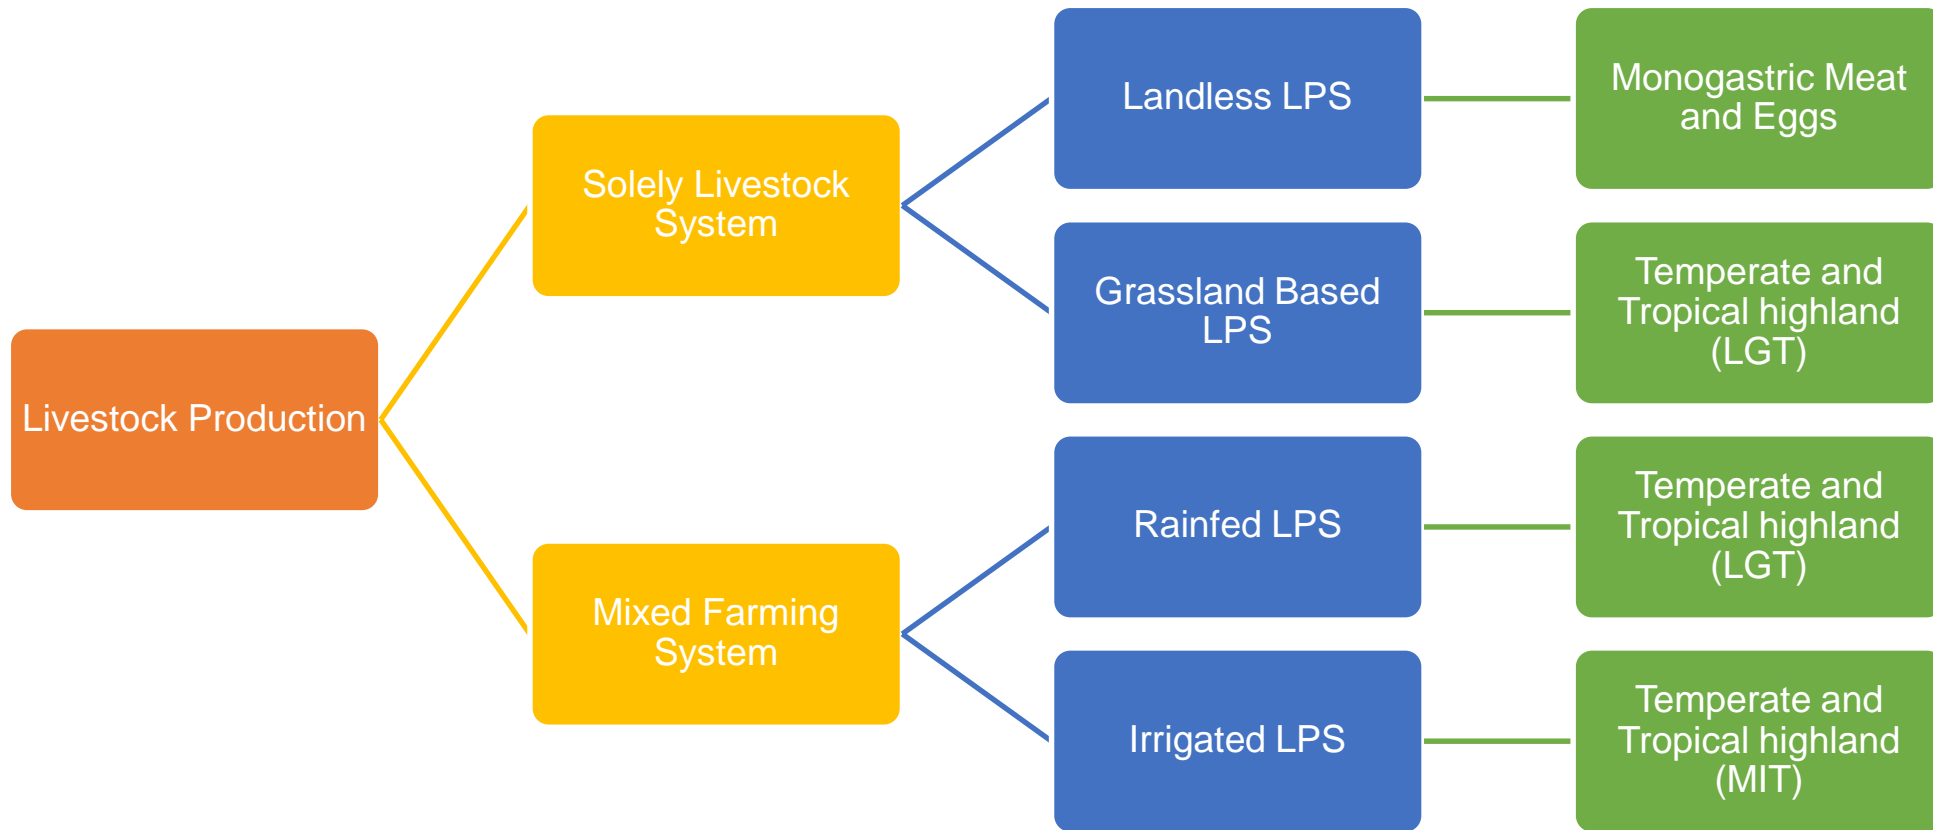 Livestock Production
Solely Livestock
System
Mixed Farming
System
Landless LPS
Grassland Based
LPS
Rainfed LPS
Irrigated LPS
Monogastric Meat
and Eggs
Temperate and
Tropical highland
(LGT)
Temperate and
Tropical highland
(LGT)
Temperate and
Tropical highland
(MIT)